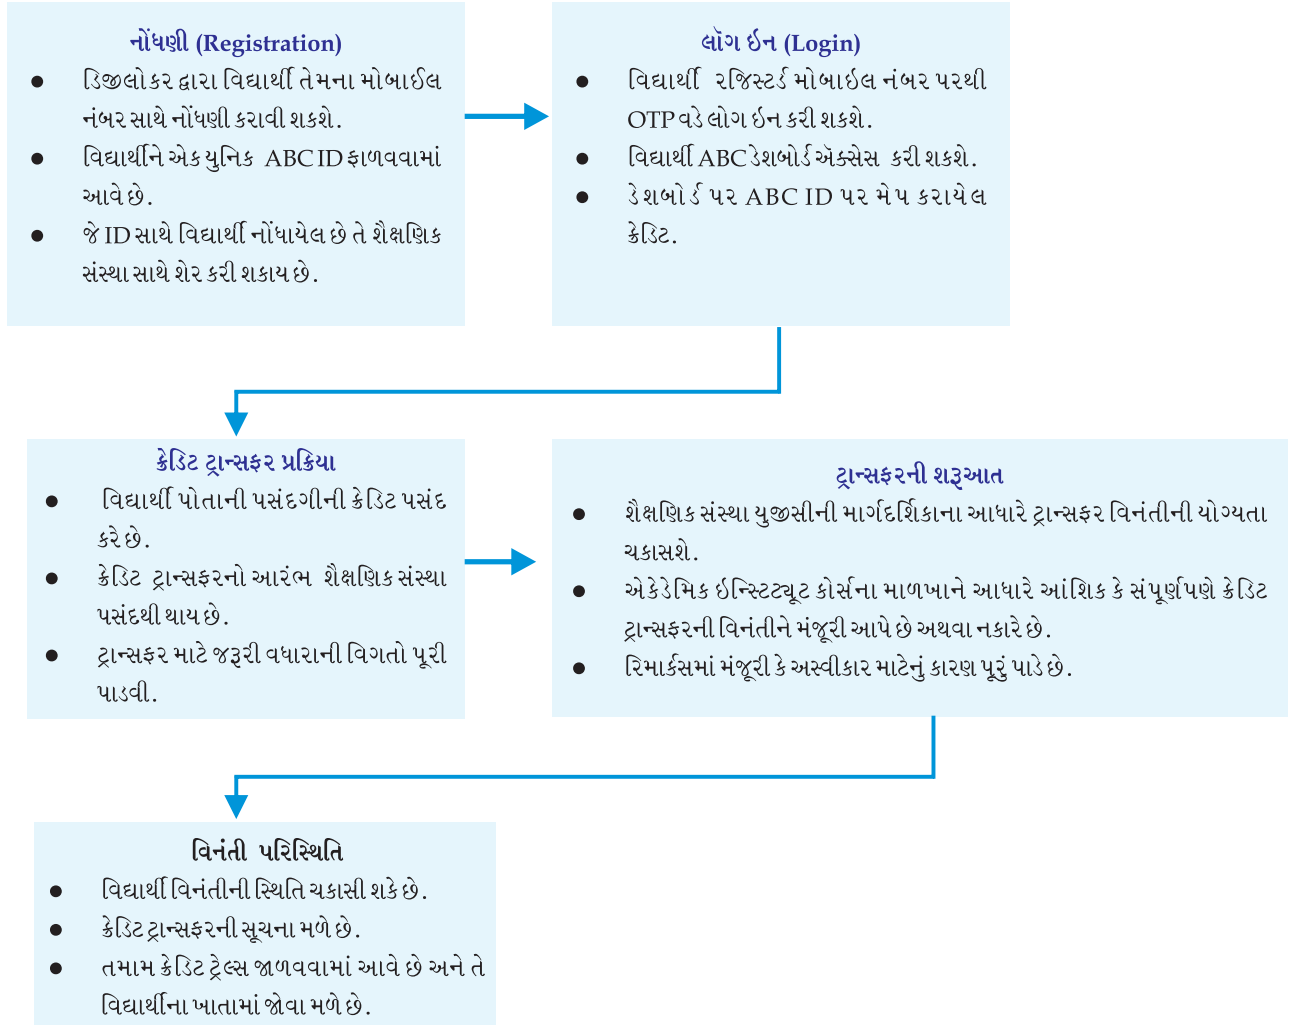 નોંધણી (Registration)
● ડિજીલોકર દ્વારા વિદ્યાર્થી તેમના મોબાઈલ
નંબર સાથે નોંધણી કરાવી શકશે.
● વિદ્યાર્થીને એક યુનિક ABC ID ફાળવવામાં
આવે છે.
● જે ID સાથે વિદ્યાર્થી નોંધાયેલ છે તે શૈક્ષણિક
સંસ્થા સાથે શેર કરી શકાય છે.
લૉગ ઇન (Login)
● વિદ્યાર્થી રજિસ્ટર્ડ મોબાઇલ નંબર પરથી
OTP વડે લોગ ઇન કરી શકશે.
● વિદ્યાર્થી ABC ડેશબોર્ડ ઍક્સેસ કરી શકશે.
● ડેશબોર્ડ પર ABC ID પર મેપ કરાયેલ
ક્રેડિટ.
ક્રેડિટ ટ્રાન્સફર પ્રક્રિયા
● વિદ્યાર્થી પોતાની પસંદગીની ક્રેડિટ પસંદ
કરે છે.
● ક્રેડિટ ટ્રાન્સફરનો આરંભ શૈક્ષણિક સંસ્થા
પસંદથી થાય છે.
● ટ્રાન્સફર માટે જરૂરી વધારાની વિગતો પૂરી
પાડવી.
ટ્રાન્સફરની શરૂઆત
● શૈક્ષણિક સંસ્થા યુજીસીની માર્ગદર્શિકાના આધારે ટ્રાન્સફર વિનંતીની યોગ્યતા
ચકાસશે.
● એકેડેમિક ઇન્સ્ટિટ્યૂટ કોર્સના માળખાને આધારે આંશિક કે સંપૂર્ણપણે ક્રેડિટ
ટ્રાન્સફરની વિનંતીને મંજૂરી આપે છે અથવા નકારે છે.
● રિમાર્કસમાં મંજૂરી કે અસ્વીકાર માટેનું કારણ પૂરું પાડે છે.
વિનંતી પરિસ્થિતિ
● વિદ્યાર્થી વિનંતીની સ્થિતિ ચકાસી શકે છે.
● ક્રેડિટ ટ્રાન્સફરની સૂચના મળે છે.
● તમામ ક્રેડિટ ટ્રેલ્સ જાળવવામાં આવે છે અને તે
વિદ્યાર્થીના ખાતામાં જોવા મળે છે.